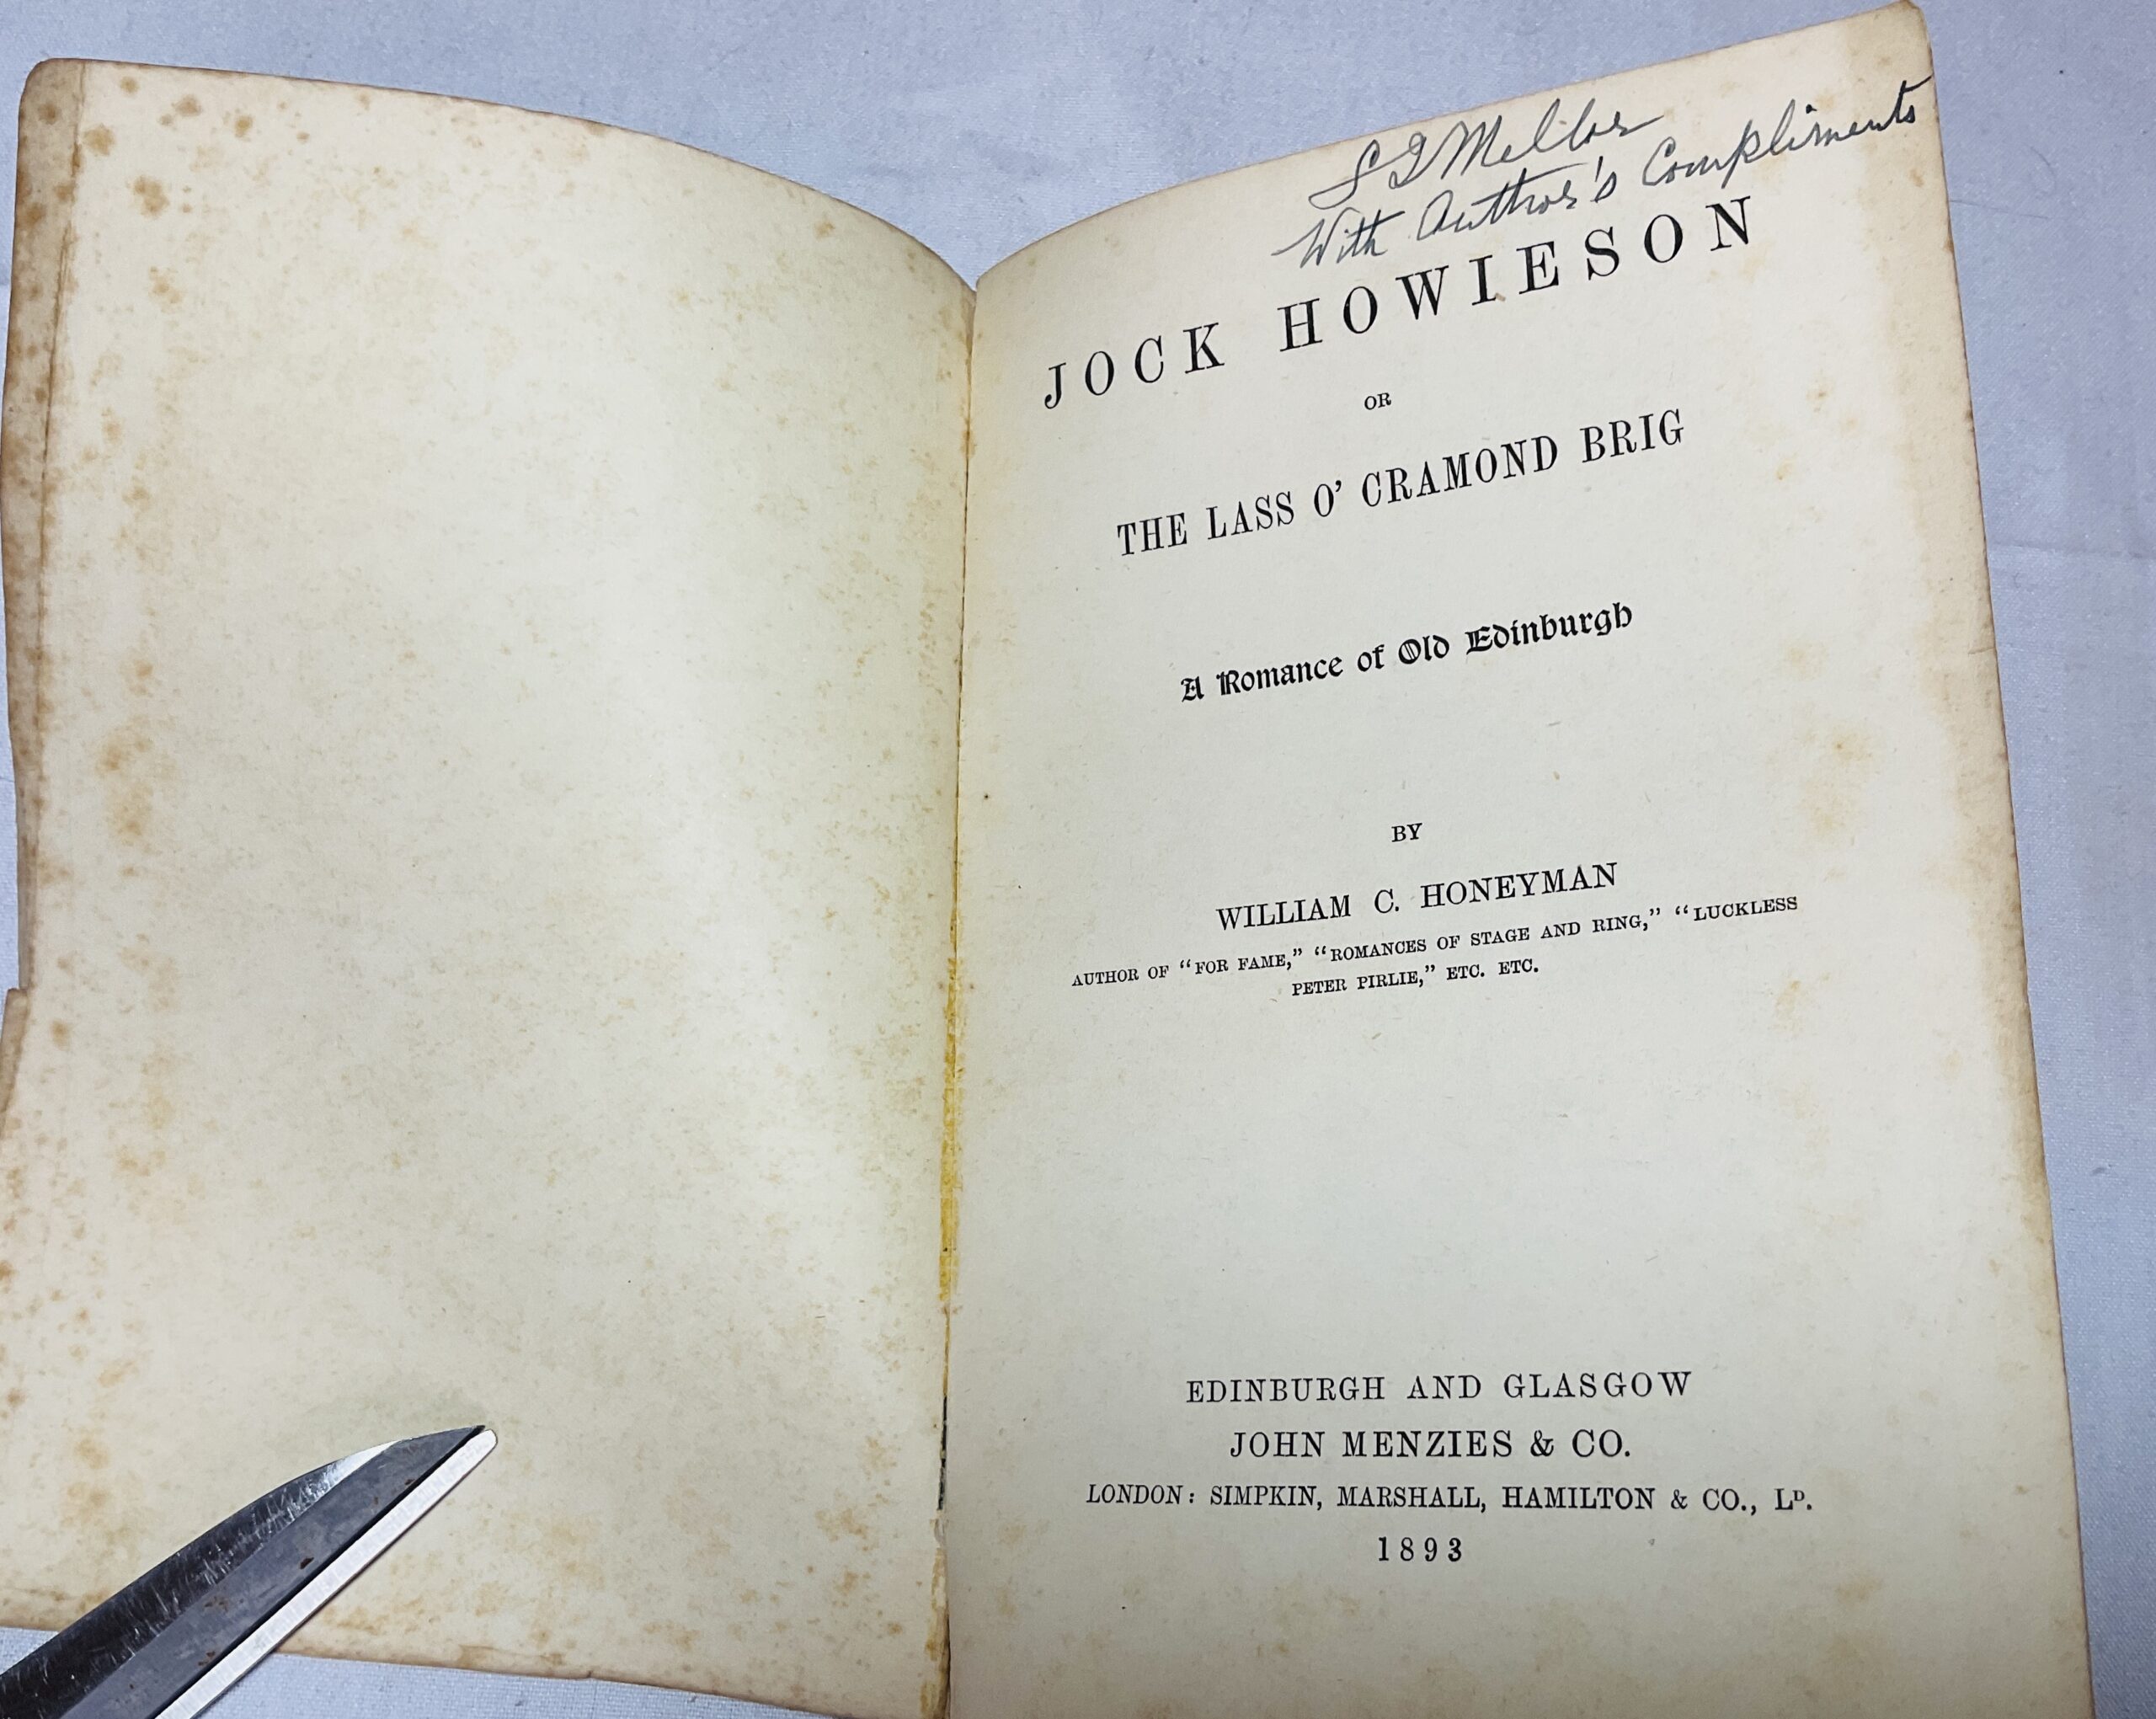 S I Mellor
With Author's Compliments
JOCK HOWIESON
OR
THE LASS O' CRAMOND BRIG
A Romance of Old Edinburgh
BY
WILLIAM C. HONEYMAN
AUTHOR OF “FOR FAME,” “ROMANCES OF STAGE AND RING,” “LUCKLESS
PETER PIRLIE,” ETC. ETC.
EDINBURGH AND GLASGOW
JOHN MENZIES & CO.
LONDON: SIMPKIN, MARSHALL, HAMILTON & CO., Lᴰ.
1893